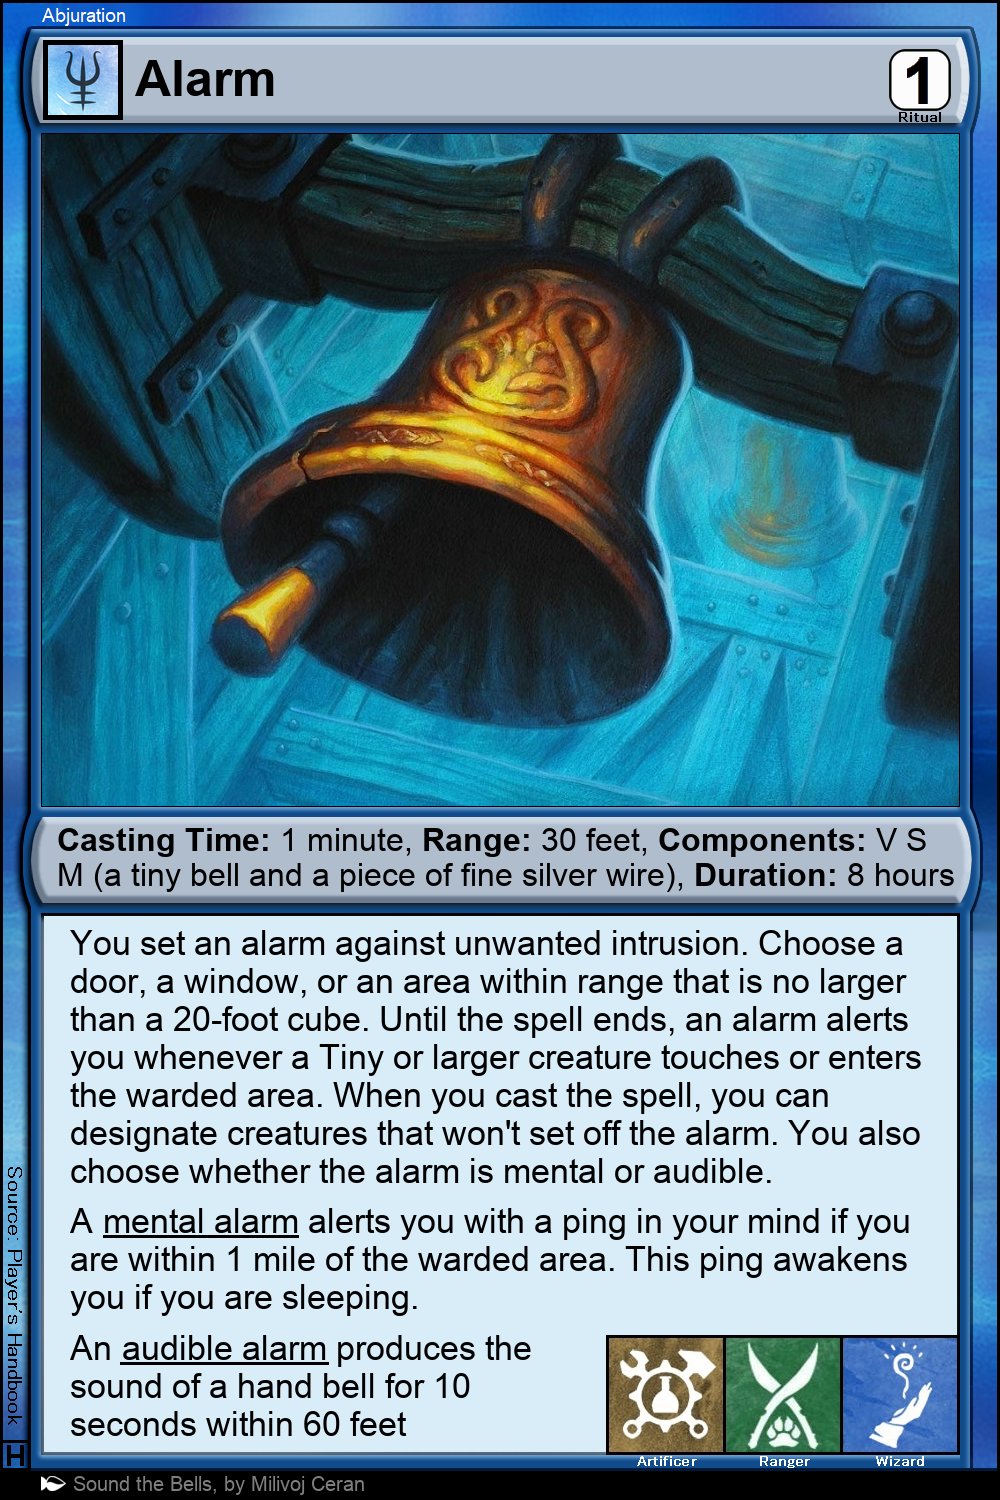 Abjuration
Alarm
1
Ritual
Casting Time: 1 minute, Range: 30 feet, Components: V S
M (a tiny bell and a piece of fine silver wire), Duration: 8 hours
You set an alarm against unwanted intrusion. Choose a
door, a window, or an area within range that is no larger
than a 20-foot cube. Until the spell ends, an alarm alerts
you whenever a Tiny or larger creature touches or enters
the warded area. When you cast the spell, you can
designate creatures that won't set off the alarm. You also
choose whether the alarm is mental or audible.
A mental alarm alerts you with a ping in your mind if you
are within 1 mile of the warded area. This ping awakens
you if you are sleeping.
An audible alarm produces the
sound of a hand bell for 10
seconds within 60 feet
Artificer
Ranger
Wizard
Source: Player's Handbook
H
Sound the Bells, by Milivoj Ceran